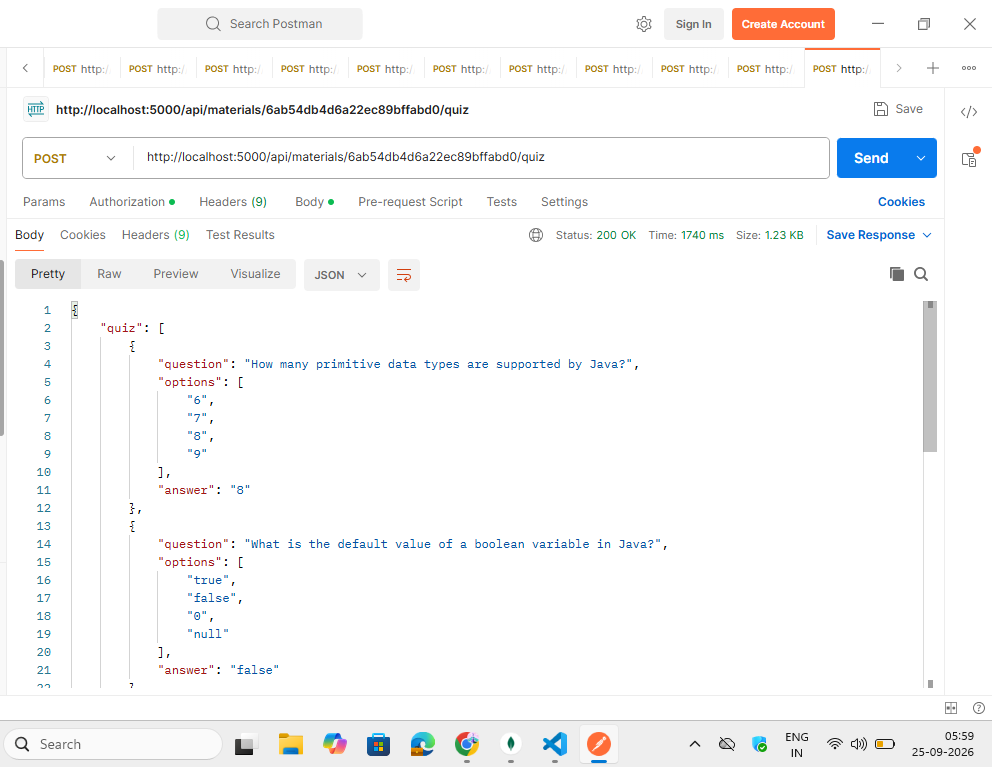 Search Postman
Sign In
Create Account
POST http:/ POST http:/ POST http:/ POST http:/ POST http:/ POST http:/ POST http:/ POST http:/ POST http:/ POST http:/ POST http:/
HTTP http://localhost:5000/api/materials/6ab54db4d6a22ec89bffabd0/quiz
Save
POST http://localhost:5000/api/materials/6ab54db4d6a22ec89bffabd0/quiz
Send
Params Authorization Headers (9) Body Pre-request Script Tests Settings Cookies
Body Cookies Headers (9) Test Results Status: 200 OK Time: 1740 ms Size: 1.23 KB Save Response
Pretty Raw Preview Visualize JSON
1 {
2 "quiz": [
3 {
4 "question": "How many primitive data types are supported by Java?",
5 "options": [
6 "6",
7 "7",
8 "8",
9 "9"
10 ],
11 "answer": "8"
12 },
13 {
14 "question": "What is the default value of a boolean variable in Java?",
15 "options": [
16 "true",
17 "false",
18 "0",
19 "null"
20 ],
21 "answer": "false"
22 }
Search
ENG
IN
05:59
25-09-2026